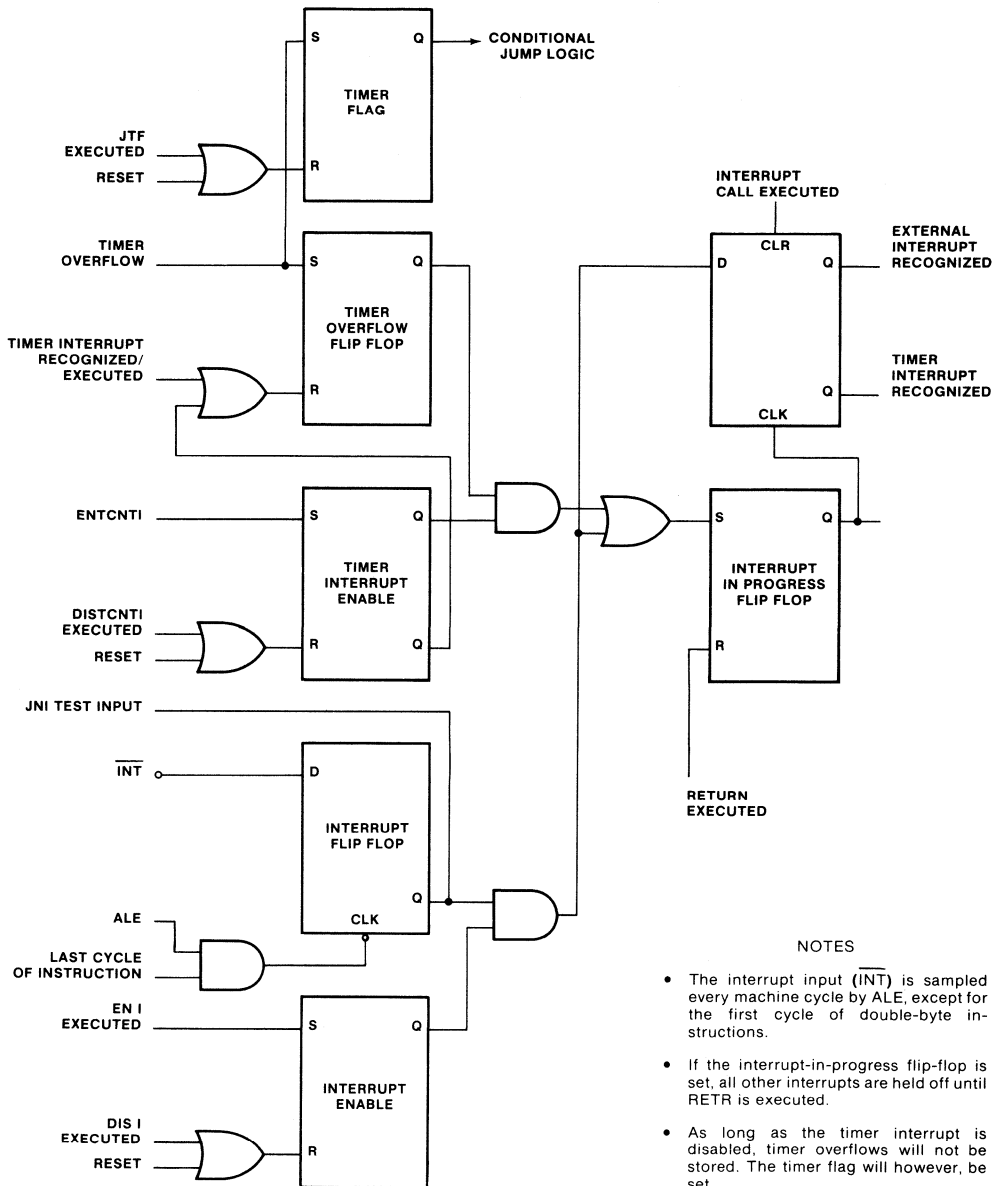 S
Q
CONDITIONAL
JUMP LOGIC
TIMER
FLAG
JTF
EXECUTED
RESET
R
INTERRUPT
CALL EXECUTED
TIMER
OVERFLOW
S
Q
TIMER
OVERFLOW
FLIP FLOP
CLR
D
Q
EXTERNAL
INTERRUPT
RECOGNIZED
TIMER INTERRUPT
RECOGNIZED/
EXECUTED
R
Q
TIMER
INTERRUPT
RECOGNIZED
CLK
ENTCNTI
S
Q
TIMER
INTERRUPT
ENABLE
S
Q
INTERRUPT
IN PROGRESS
FLIP FLOP
DISTCNTI
EXECUTED
RESET
R
Q
R
JNI TEST INPUT
INT
D
INTERRUPT
FLIP FLOP
Q
CLK
RETURN
EXECUTED
ALE
LAST CYCLE
OF INSTRUCTION
EN I
EXECUTED
S
Q
INTERRUPT
ENABLE
DIS I
EXECUTED
RESET
R
NOTES
• The interrupt input (INT) is sampled
every machine cycle by ALE, except for
the first cycle of double-byte in-
structions.
• If the interrupt-in-progress flip-flop is
set, all other interrupts are held off until
RETR is executed.
• As long as the timer interrupt is
disabled, timer overflows will not be
stored. The timer flag will however, be
set.